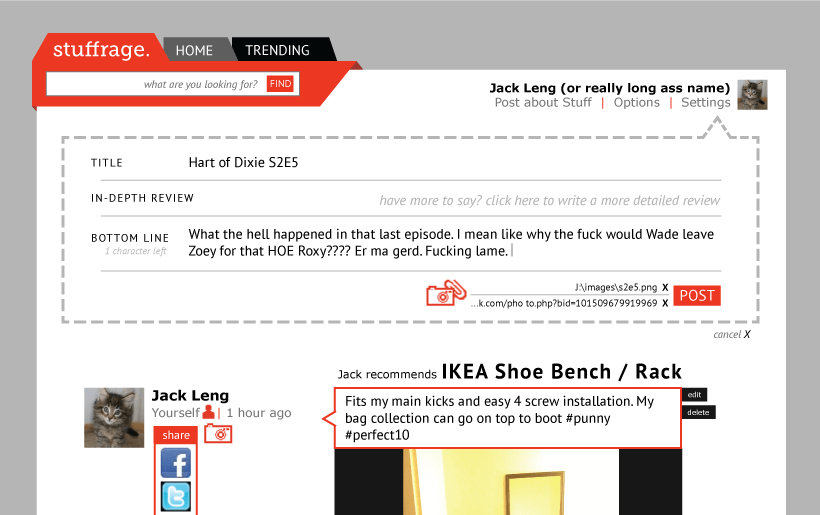 stuffrage.
HOME
TRENDING
what are you looking for?
FIND
Jack Leng (or really long ass name)
Post about Stuff | Options | Settings
TITLE
Hart of Dixie S2E5
IN-DEPTH REVIEW
have more to say? click here to write a more detailed review
BOTTOM LINE
1 character left
What the hell happened in that last episode. I mean like why the fuck would Wade leave
Zoey for that HOE Roxy???? Er ma gerd. Fucking lame.
J:\images\s2e5.png X
...k.com/pho to.php?bid=101509679919969 X
POST
cancel X
Jack recommends IKEA Shoe Bench / Rack
Jack Leng
Yourself | 1 hour ago
share
Fits my main kicks and easy 4 screw installation. My
bag collection can go on top to boot #punny
#perfect10
edit
delete
f
t